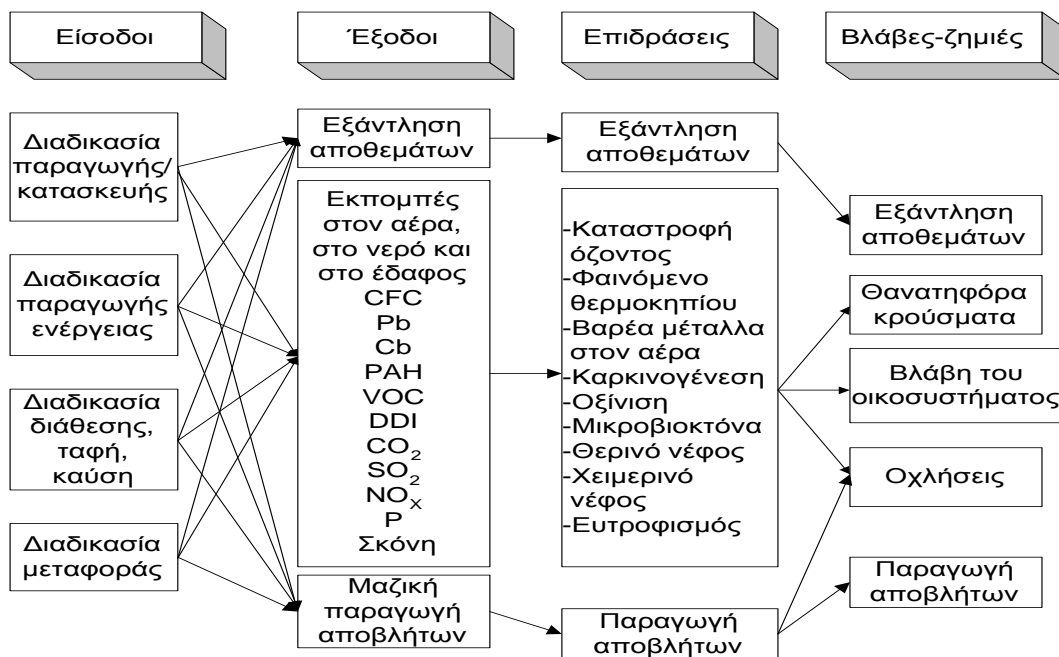 Είσοδοι
Έξοδοι
Επιδράσεις
Βλάβες-ζημιές
Διαδικασία
παραγωγής/
κατασκευής
Διαδικασία
παραγωγής
ενέργειας
Διαδικασία
διάθεσης,
ταφή,
καύση
Διαδικασία
μεταφοράς
Εξάντληση
αποθεμάτων
Εκπομπές
στον αέρα,
στο νερό και
στο έδαφος
CFC
Pb
Cb
PAH
VOC
DDI
CO₂
SO₂
NOₓ
P
Σκόνη
Μαζική
παραγωγή
αποβλήτων
Εξάντληση
αποθεμάτων
-Καταστροφή
όζοντος
-Φαινόμενο
θερμοκηπίου
-Βαρέα μέταλλα
στον αέρα
-Καρκινογένεση
-Οξίνιση
-Μικροβιοκτόνα
-Θερινό νέφος
-Χειμερινό
νέφος
-Ευτροφισμός
Παραγωγή
αποβλήτων
Εξάντληση
αποθεμάτων
Θανατηφόρα
κρούσματα
Βλάβη του
οικοσυστήματος
Οχλήσεις
Παραγωγή
αποβλήτων